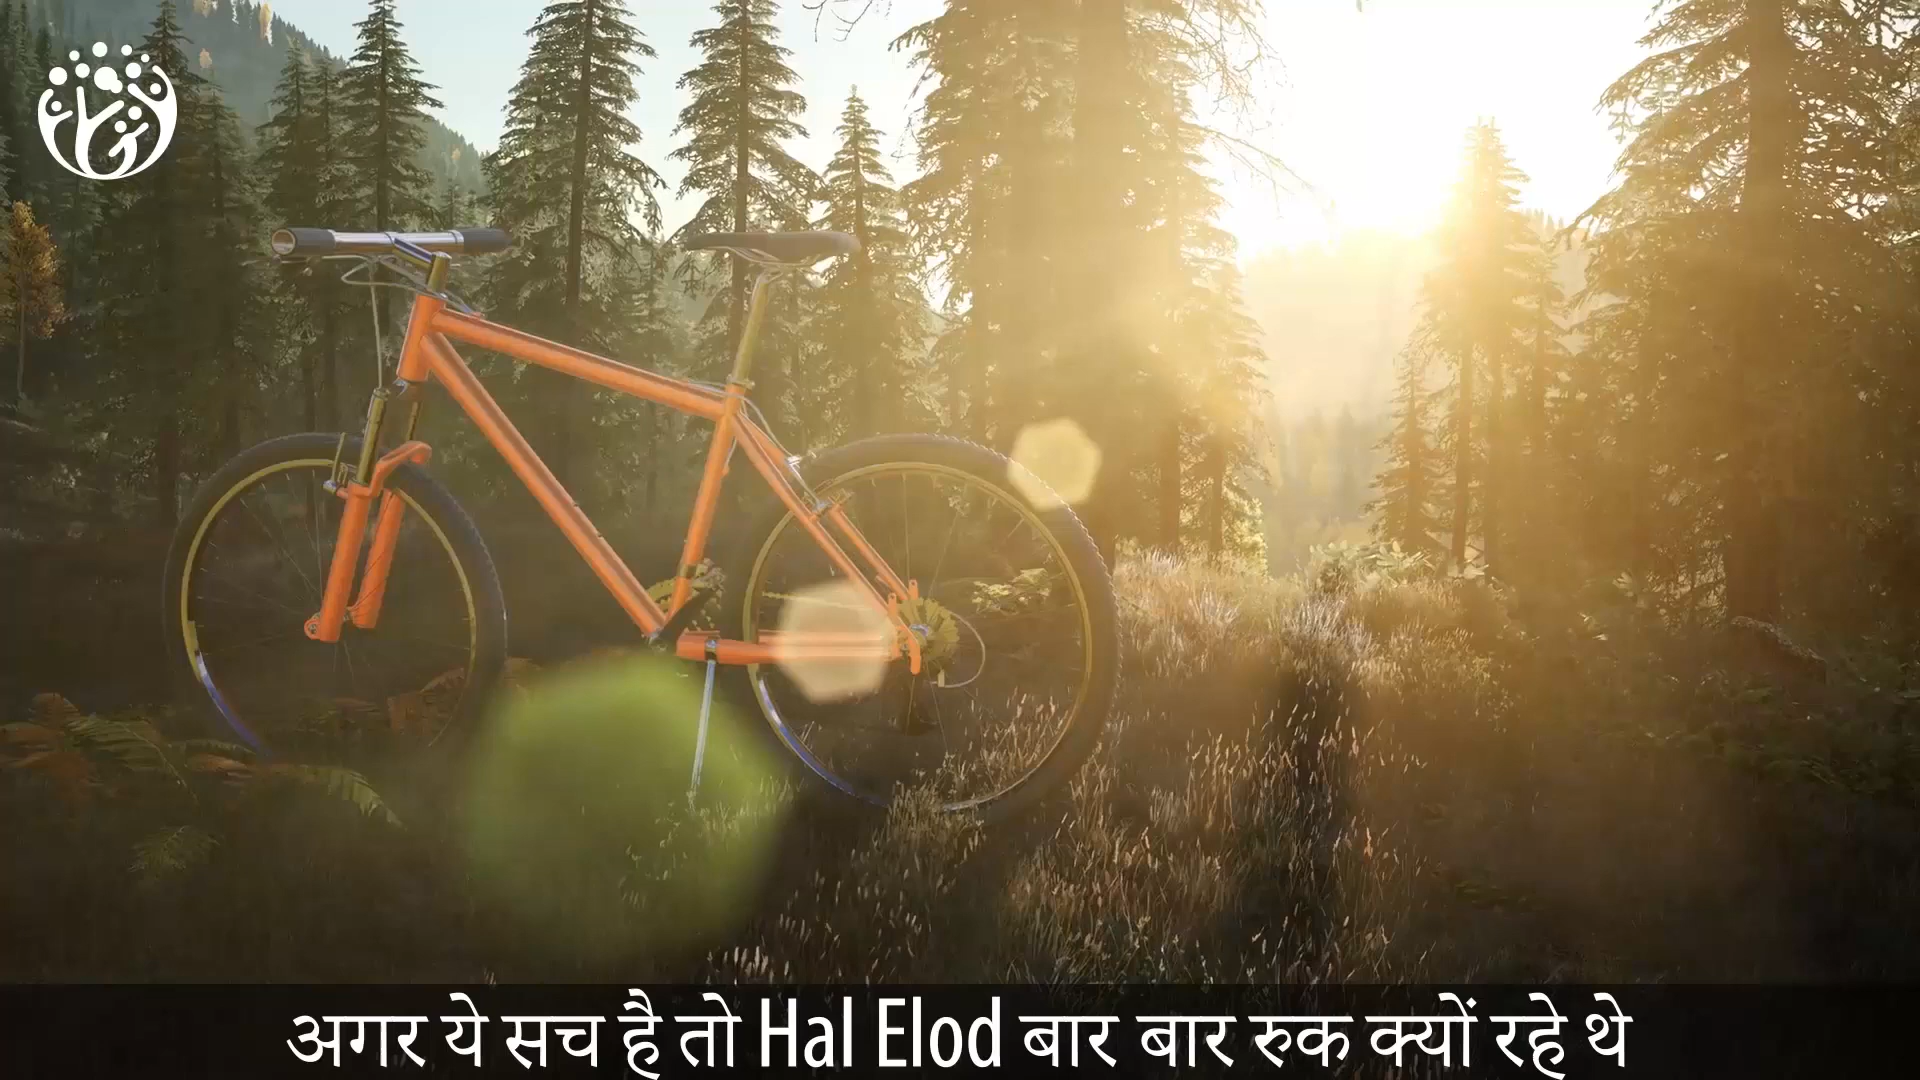 अगर ये सच है तो Hal Elod बार बार रुक क्यों रहे थे